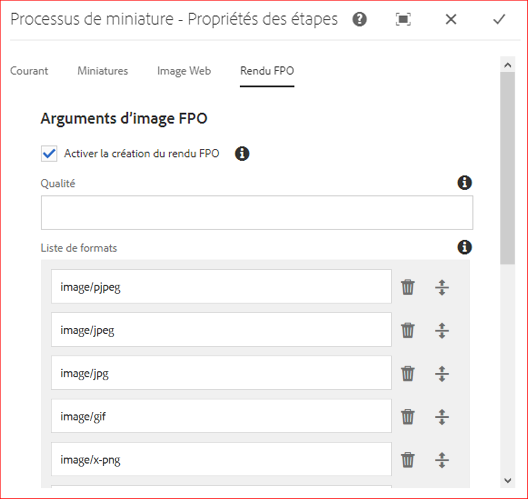 Processus de miniature - Propriétés des étapes
Courant Miniatures Image Web Rendu FPO
Arguments d’image FPO
Activer la création du rendu FPO
Qualité
Liste de formats
image/pjpeg
image/jpeg
image/jpg
image/gif
image/x-png